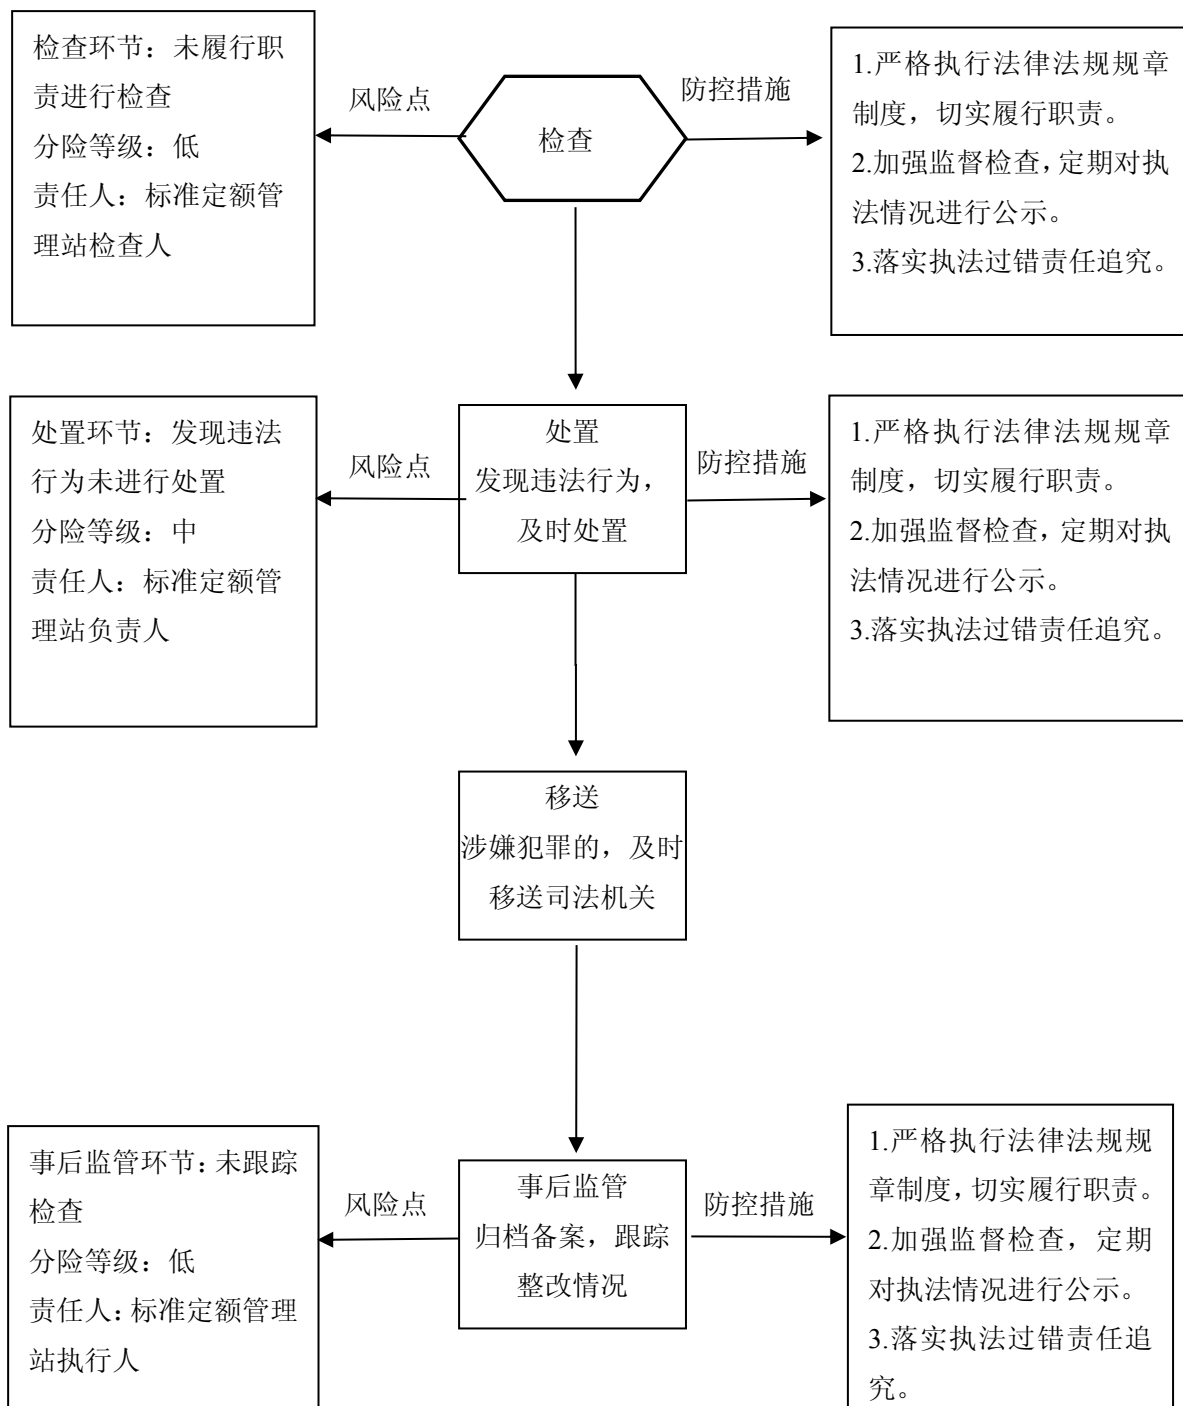 检查环节：未履行职
责进行检查
分险等级：低
责任人：标准定额管
理站检查人
风险点
检查
防控措施
1.严格执行法律法规规章
制度，切实履行职责。
2.加强监督检查，定期对执
法情况进行公示。
3.落实执法过错责任追究。
处置环节：发现违法
行为未进行处置
分险等级：中
责任人：标准定额管
理站负责人
风险点
处置
发现违法行为，
及时处置
防控措施
1.严格执行法律法规规章
制度，切实履行职责。
2.加强监督检查，定期对执
法情况进行公示。
3.落实执法过错责任追究。
移送
涉嫌犯罪的，及时
移送司法机关
事后监管环节：未跟踪
检查
分险等级：低
责任人：标准定额管理
站执行人
风险点
事后监管
归档备案，跟踪
整改情况
防控措施
1.严格执行法律法规规
章制度，切实履行职责。
2.加强监督检查，定期
对执法情况进行公示。
3.落实执法过错责任追
究。